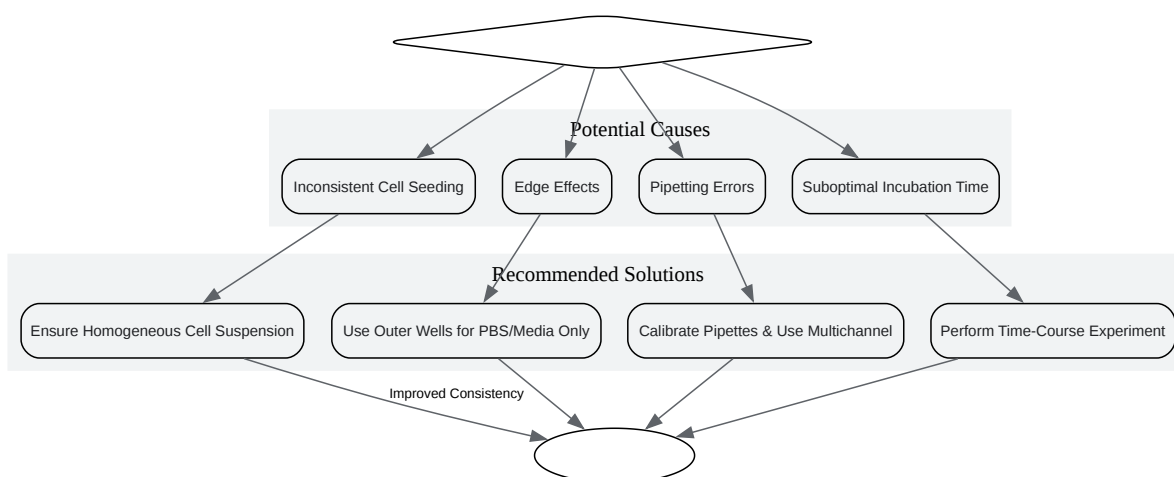 Potential Causes
Inconsistent Cell Seeding
Edge Effects
Pipetting Errors
Suboptimal Incubation Time
Recommended Solutions
Ensure Homogeneous Cell Suspension
Use Outer Wells for PBS/Media Only
Calibrate Pipettes & Use Multichannel
Perform Time-Course Experiment
Improved Consistency